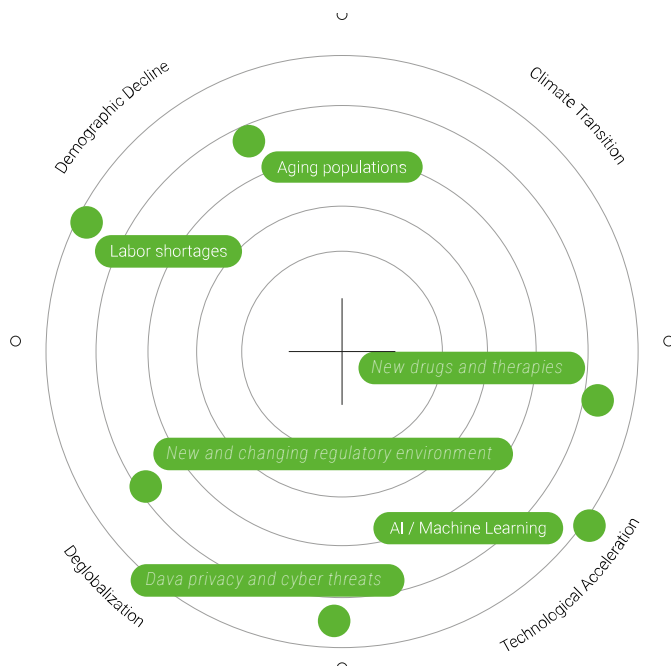 Demographic Decline
Climate Transition
Aging populations
Labor shortages
New drugs and therapies
New and changing regulatory environment
AI / Machine Learning
Dava privacy and cyber threats
Deglobalization
Technological Acceleration